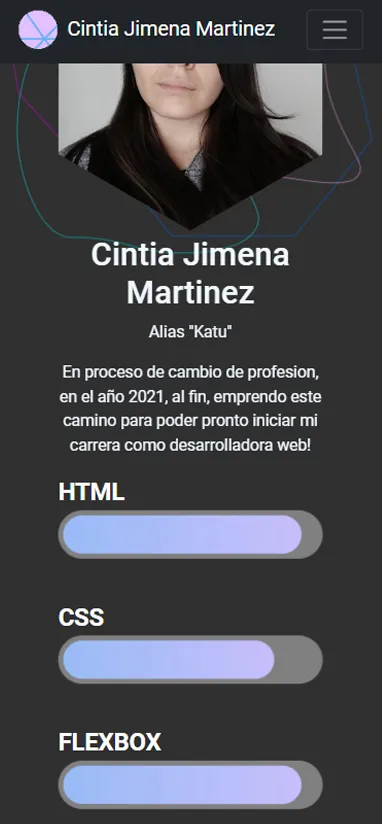 Cintia Jimena Martinez
Cintia Jimena
Martinez
Alias "Katu"
En proceso de cambio de profesion,
en el año 2021, al fin, emprendo este
camino para poder pronto iniciar mi
carrera como desarrolladora web!
HTML
CSS
FLEXBOX